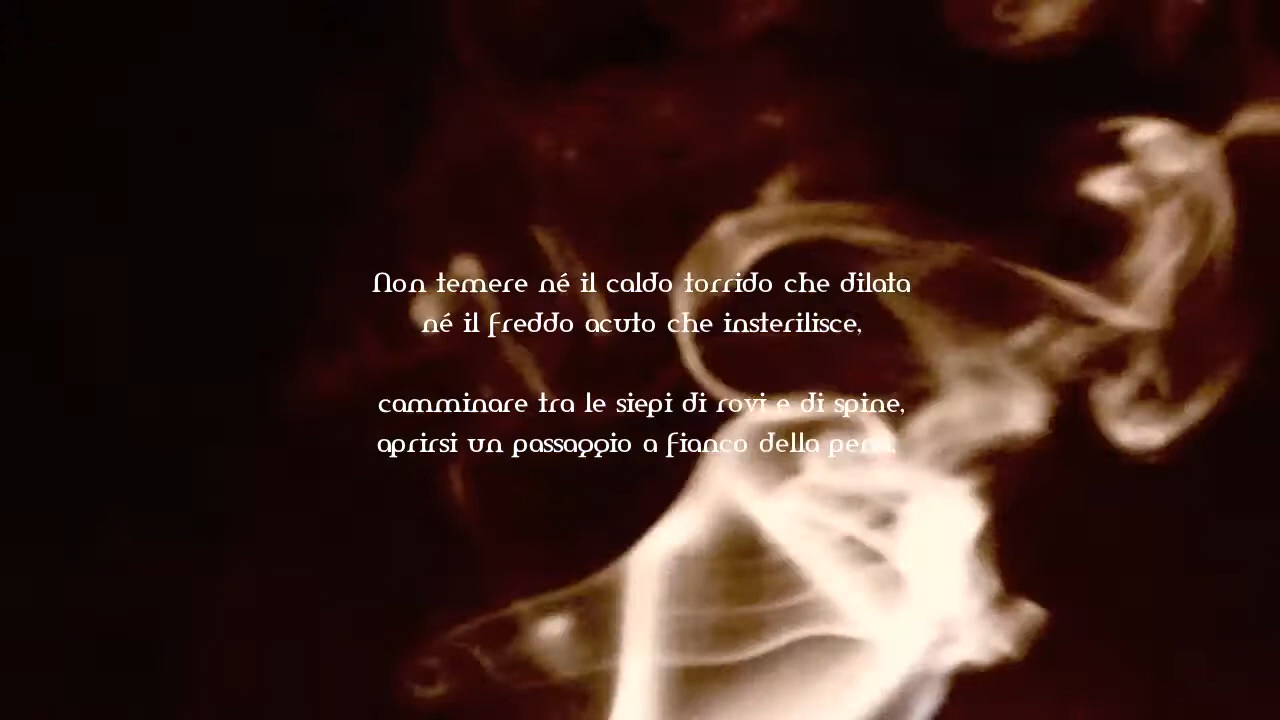 Non temere né il caldo torrido che dilata
né il freddo acuto che insterilisce,
camminare tra le siepi di rovi e di spine,
aprirsi un passaggio a fianco della